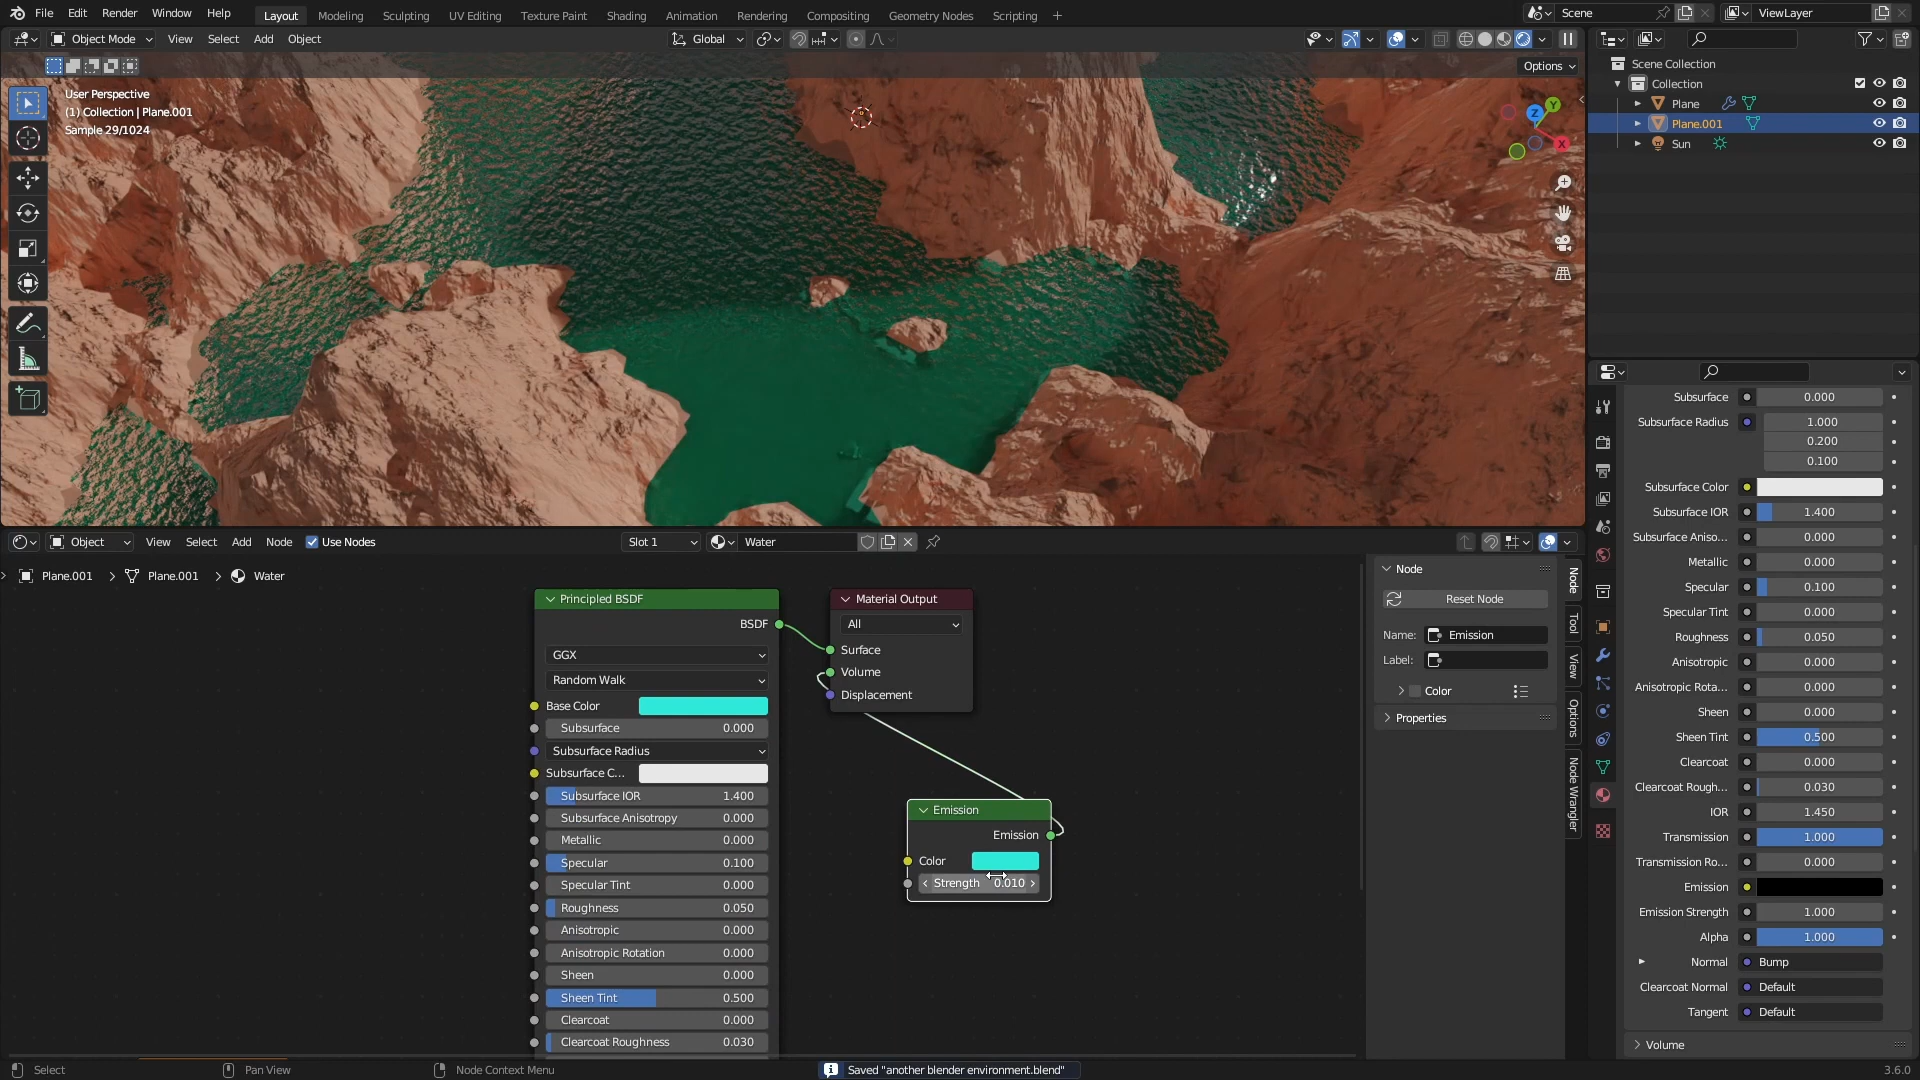 File Edit Render Window Help Layout Modeling Sculpting UV Editing Texture Paint Shading Animation Rendering Compositing Geometry Nodes Scripting + Scene ViewLayer
Object Mode View Select Add Object Global
Options
User Perspective
(1) Collection | Plane.001
Sample 29/1024
Y
Z
X
Scene Collection
Collection
Plane
Plane.001
Sun
Subsurface 0.000
Subsurface Radius 1.000
0.200
0.100
Subsurface Color
Subsurface IOR 1.400
Subsurface Aniso... 0.000
Metallic 0.000
Specular 0.100
Specular Tint 0.000
Roughness 0.050
Anisotropic 0.000
Anisotropic Rota... 0.000
Sheen 0.000
Sheen Tint 0.500
Clearcoat 0.000
Clearcoat Rough... 0.030
IOR 1.450
Transmission 1.000
Transmission Ro... 0.000
Emission
Emission Strength 1.000
Alpha 1.000
Normal Bump
Clearcoat Normal Default
Tangent Default
Volume
Object View Select Add Node Use Nodes Slot 1 Water
Plane.001 > Plane.001 > Water
Principled BSDF
BSDF
GGX
Random Walk
Base Color
Subsurface 0.000
Subsurface Radius
Subsurface C...
Subsurface IOR 1.400
Subsurface Anisotropy 0.000
Metallic 0.000
Specular 0.100
Specular Tint 0.000
Roughness 0.050
Anisotropic 0.000
Anisotropic Rotation 0.000
Sheen 0.000
Sheen Tint 0.500
Clearcoat 0.000
Clearcoat Roughness 0.030
Material Output
All
Surface
Volume
Displacement
Emission
Emission
Color
Strength 0.010
Node
Reset Node
Name: Emission
Label:
Color
Properties
Node
Tool
View
Options
Node Wrangler
Select Pan View Node Context Menu Saved "another blender environment.blend" 3.6.0